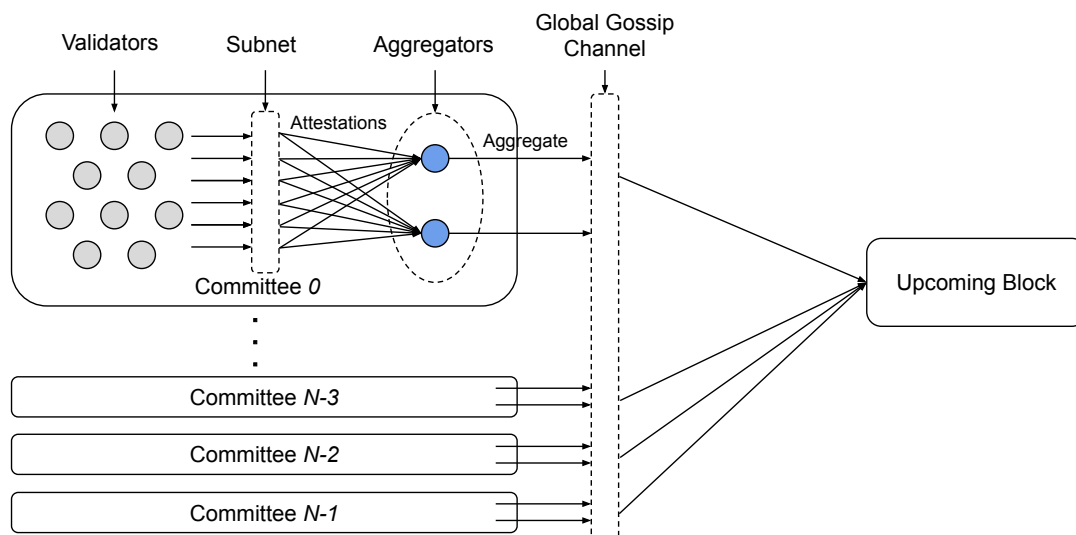 Validators
Subnet
Aggregators
Global Gossip
Channel
Attestations
Aggregate
Committee 0
Upcoming Block
Committee N-3
Committee N-2
Committee N-1